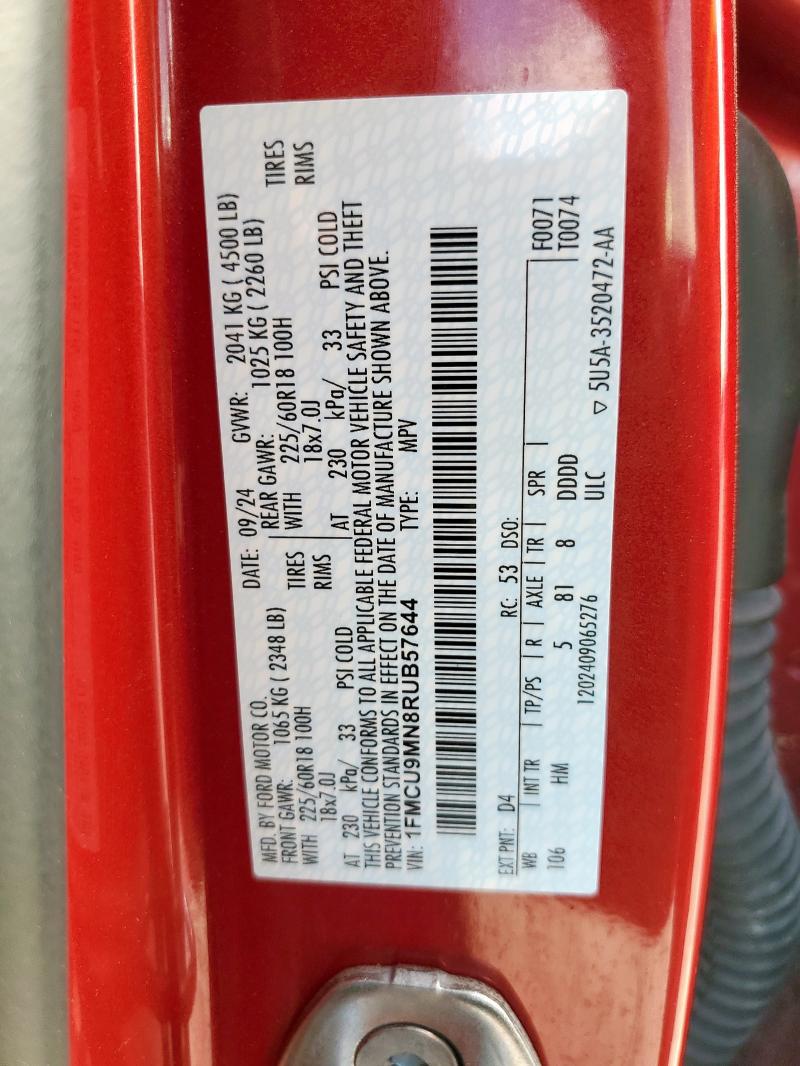 MFD. BY FORD MOTOR CO. DATE: 09/24 GVWR: 2041 KG ( 4500 LB)
FRONT GAWR: 1065 KG ( 2348 LB) REAR GAWR: 1025 KG ( 2260 LB)
WITH 225/60R18 100H TIRES WITH 225/60R18 100H TIRES
18x7.0J RIMS 18x7.0J RIMS
AT 230 kPa/ 33 PSI COLD AT 230 kPa/ 33 PSI COLD
THIS VEHICLE CONFORMS TO ALL APPLICABLE FEDERAL MOTOR VEHICLE SAFETY AND THEFT
PREVENTION STANDARDS IN EFFECT ON THE DATE OF MANUFACTURE SHOWN ABOVE.
VIN: 1FMCU9MN8RUB57644 TYPE: MPV
EXT PNT: D4 RC: 53 DSO:
WB INT TR TP/PS R AXLE TR SPR F0071
106 HM 5 81 8 DDDD T0074
1202409065276 ULC ▽ 5U5A-3520472-AA